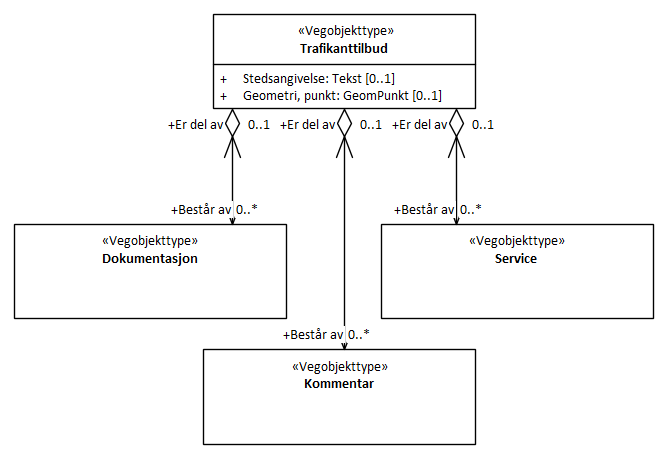 «Vegobjekttype»
Trafikanttilbud
+ Stedsangivelse: Tekst [0..1]
+ Geometri, punkt: GeomPunkt [0..1]
+Er del av 0..1 +Er del av 0..1 +Er del av 0..1
+Består av 0..* +Består av 0..*
«Vegobjekttype»
Dokumentasjon
«Vegobjekttype»
Service
+Består av 0..*
«Vegobjekttype»
Kommentar